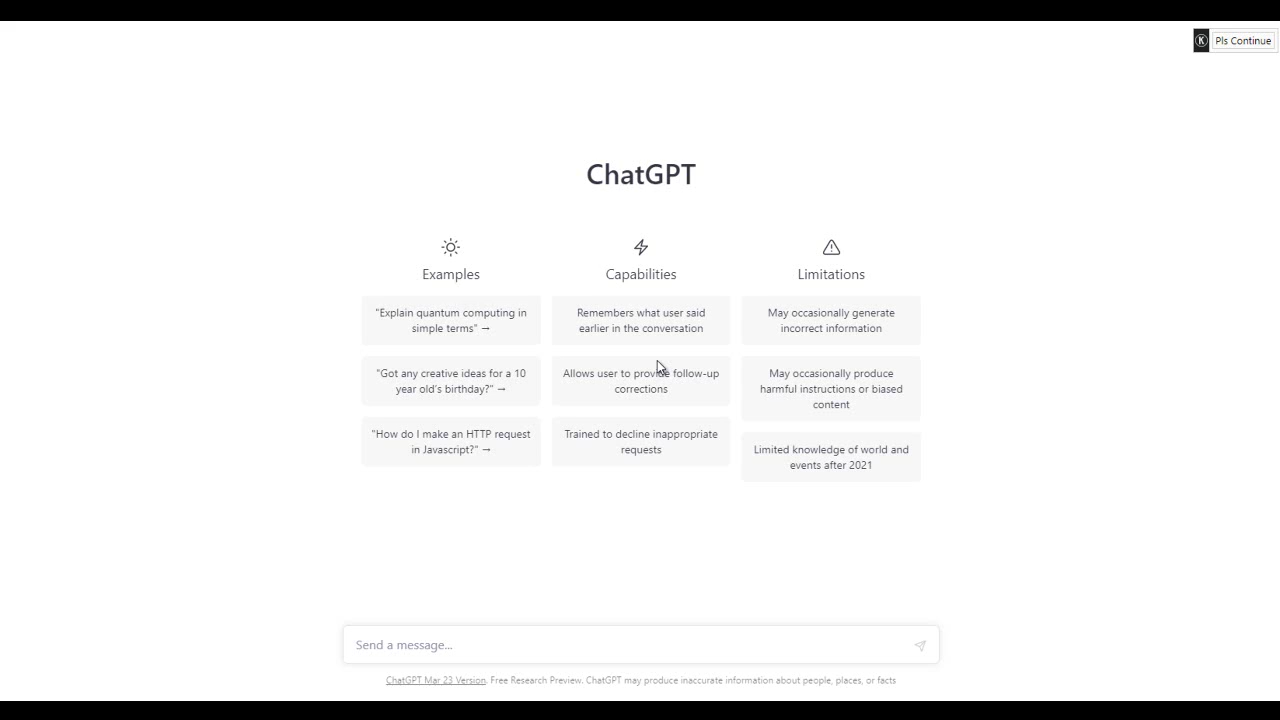 K Pls Continue
ChatGPT
Examples
"Explain quantum computing in
simple terms" →
"Got any creative ideas for a 10
year old's birthday?" →
"How do I make an HTTP request
in Javascript?" →
Capabilities
Remembers what user said
earlier in the conversation
Allows user to provide follow-up
corrections
Trained to decline inappropriate
requests
Limitations
May occasionally generate
incorrect information
May occasionally produce
harmful instructions or biased
content
Limited knowledge of world and
events after 2021
Send a message...
ChatGPT Mar 23 Version. Free Research Preview. ChatGPT may produce inaccurate information about people, places, or facts